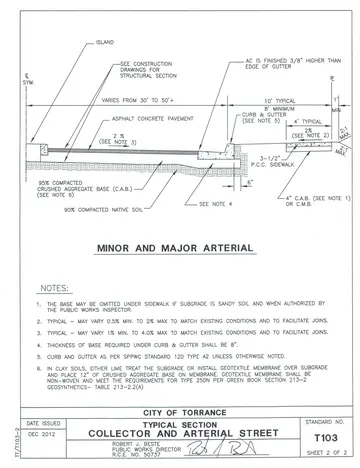 ISLAND
SEE CONSTRUCTION
DRAWINGS FOR
STRUCTURAL SECTION
AC IS FINISHED 3/8" HIGHER THAN
EDGE OF GUTTER
SYM.
VARIES FROM 30' TO 50'+
10' TYPICAL
8' MINIMUM
CURB & GUTTER
(SEE NOTE 5)
4" TYPICAL
2%
(SEE NOTE 2)
2:1
MIN
ASPHALT CONCRETE PAVEMENT
2 %
(SEE NOTE 3)
3-1/2"
P.C.C. SIDEWALK
6"
95% COMPACTED
CRUSHED AGGREGATE BASE (C.A.B.)
(SEE NOTE 6)
SEE NOTE 4
4" C.A.B. (SEE NOTE 1)
OR C.M.B.
90% COMPACTED NATIVE SOIL
MINOR AND MAJOR ARTERIAL
NOTES:
1. THE BASE MAY BE OMITTED UNDER SIDEWALK IF SUBGRADE IS SANDY SOIL AND WHEN AUTHORIZED BY
THE PUBLIC WORKS INSPECTOR.
2. TYPICAL - MAY VARY 0.5% MIN. TO 2% MAX TO MATCH EXISTING CONDITIONS AND TO FACILITATE JOINS.
3. TYPICAL - MAY VARY 1% MIN. TO 4.0% MAX TO MATCH EXISTING CONDITIONS AND TO FACILITATE JOINS.
4. THICKNESS OF BASE REQUIRED UNDER CURB & GUTTER SHALL BE 8".
5. CURB AND GUTTER AS PER SPPWC STANDARD 120 TYPE A2 UNLESS OTHERWISE NOTED.
6. IN CLAY SOILS, EITHER LIME TREAT THE SUBGRADE OR INSTALL GEOTEXTILE MEMBRANE OVER SUBGRADE
AND PLACE 12" OF CRUSHED AGGREGATE BASE ON MEMBRANE. GEOTEXTILE MEMBRANE SHALL BE
NON-WOVEN AND MEET THE REQUIREMENTS FOR TYPE 250N PER GREEN BOOK SECTION 213-2
GEOSYNTHETICS- TABLE 213-2.2(A)
TT/T103-2
CITY OF TORRANCE
DATE ISSUED
DEC 2012
TYPICAL SECTION
COLLECTOR AND ARTERIAL STREET
ROBERT J. BESTE
PUBLIC WORKS DIRECTOR
R.C.E. NO. 50737
STANDARD NO.
T103
SHEET 2 OF 2